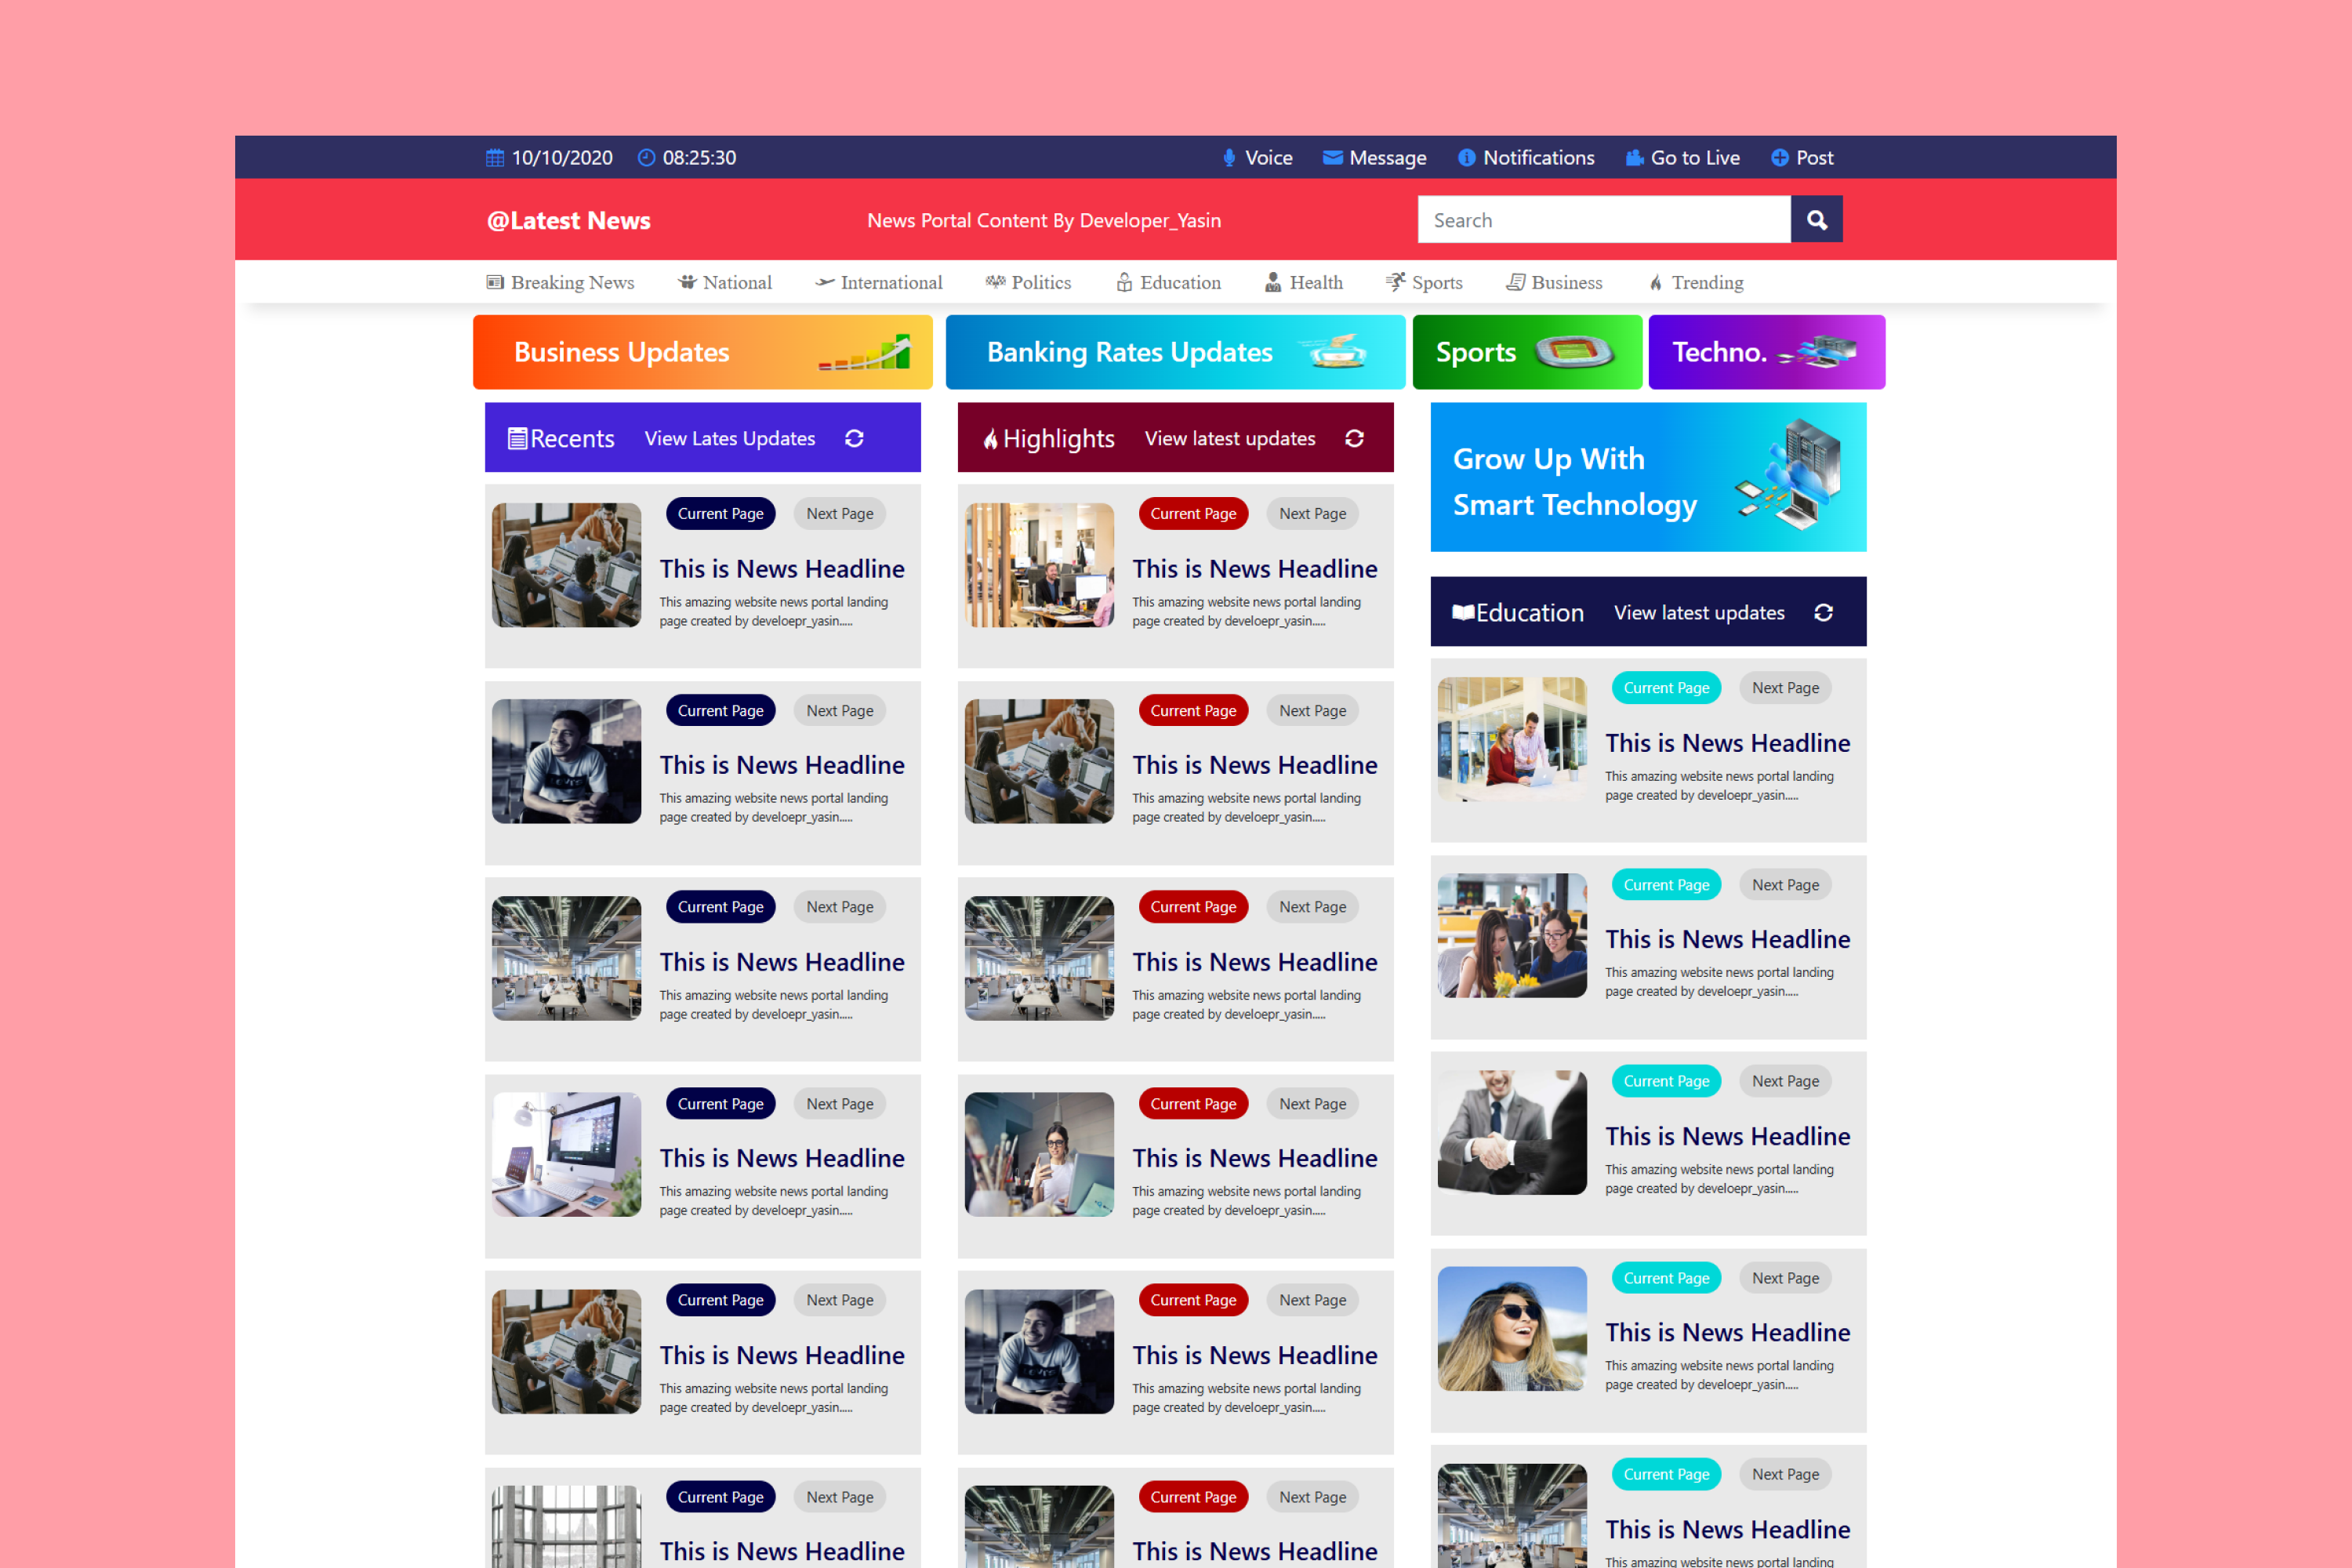 10/10/2020 08:25:30 Voice Message Notifications Go to Live Post
@Latest News News Portal Content By Developer_Yasin Search
Breaking News National International Politics Education Health Sports Business Trending
Business Updates
Banking Rates Updates
Sports
Techno.
Recents View Lates Updates
Current Page Next Page
This is News Headline
This amazing website news portal landing
page created by develoepr_yasin.....
Current Page Next Page
This is News Headline
This amazing website news portal landing
page created by develoepr_yasin.....
Current Page Next Page
This is News Headline
This amazing website news portal landing
page created by develoepr_yasin.....
Current Page Next Page
This is News Headline
This amazing website news portal landing
page created by develoepr_yasin.....
Current Page Next Page
This is News Headline
This amazing website news portal landing
page created by develoepr_yasin.....
Current Page Next Page
This is News Headline
Highlights View latest updates
Current Page Next Page
This is News Headline
This amazing website news portal landing
page created by develoepr_yasin.....
Current Page Next Page
This is News Headline
This amazing website news portal landing
page created by develoepr_yasin.....
Current Page Next Page
This is News Headline
This amazing website news portal landing
page created by develoepr_yasin.....
Current Page Next Page
This is News Headline
This amazing website news portal landing
page created by develoepr_yasin.....
Current Page Next Page
This is News Headline
This amazing website news portal landing
page created by develoepr_yasin.....
Current Page Next Page
This is News Headline
Grow Up With
Smart Technology
Education View latest updates
Current Page Next Page
This is News Headline
This amazing website news portal landing
page created by develoepr_yasin.....
Current Page Next Page
This is News Headline
This amazing website news portal landing
page created by develoepr_yasin.....
Current Page Next Page
This is News Headline
This amazing website news portal landing
page created by develoepr_yasin.....
Current Page Next Page
This is News Headline
This amazing website news portal landing
page created by develoepr_yasin.....
Current Page Next Page
This is News Headline
This amazing website news portal landing